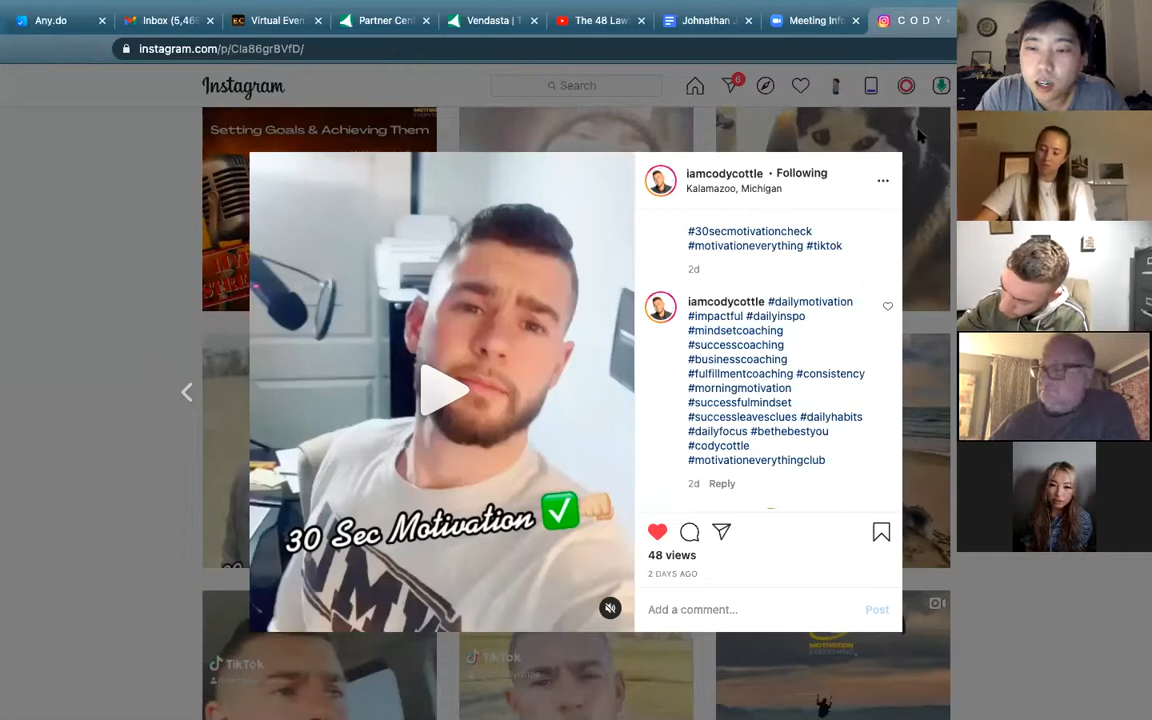 Any.do
Inbox (5,46
Virtual Even
Partner Cen
Vendasta | T
The 48 Law
Johnathan
Meeting Info
C O D Y
instagram.com/p/Cla86grBVfD/
Instagram
Search
6
Setting Goals & Achieving Them
iamcodycottle • Following
Kalamazoo, Michigan
#30secmotivationcheck
#motivationeverything #tiktok
2d
iamcodycottle #dailymotivation
#impactful #dailyinspo
#mindsetcoaching
#successcoaching
#businesscoaching
#fulfillmentcoaching #consistency
#morningmotivation
#successfulmindset
#successleavesclues #dailyhabits
#dailyfocus #bethebestyou
#codycottle
#motivationeverythingclub
2d Reply
30 Sec Motivation
48 views
2 DAYS AGO
Add a comment...
Post
TikTok
TikTok